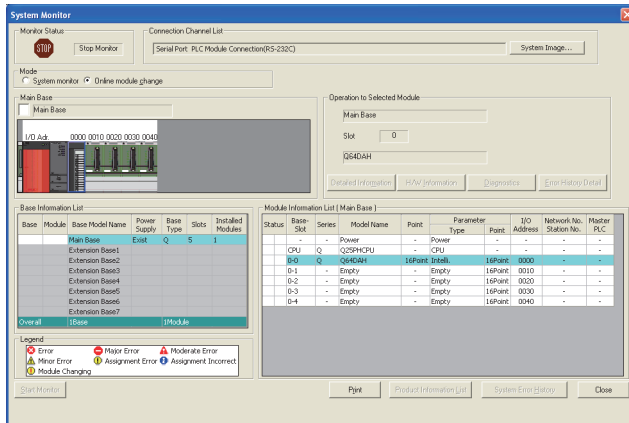 System Monitor
Monitor Status
STOP
Stop Monitor
Connection Channel List
Serial Port PLC Module Connection(RS-232C)
System Image...
Mode
System monitor
Online module change
Main Base
Main Base
I/O Adr. 0000 0010 0020 0030 0040
Operation to Selected Module
Main Base
Slot 0
Q64DAH
Detailed Information
H/W Information
Diagnostics
Error History Detail
Base Information List
Base Module Base Model Name Power Supply Base Type Slots Installed Modules
Main Base Exist Q 5 1
Extension Base1
Extension Base2
Extension Base3
Extension Base4
Extension Base5
Extension Base6
Extension Base7
Overall 1Base 1Module
Module Information List ( Main Base )
Status Base-Slot Series Model Name Point Parameter Type Point I/O Address Network No. Station No. Master PLC
- - Power - Power - - - -
CPU Q Q25PHCPU - CPU - - - -
0-0 Q Q64DAH 16Point Intelli. 16Point 0000 - -
0-1 - Empty - Empty 16Point 0010 - -
0-2 - Empty - Empty 16Point 0020 - -
0-3 - Empty - Empty 16Point 0030 - -
0-4 - Empty - Empty 16Point 0040 - -
Legend
Error
Major Error
Moderate Error
Minor Error
Assignment Error
Assignment Incorrect
Module Changing
Start Monitor
Print
Product Information List
System Error History
Close